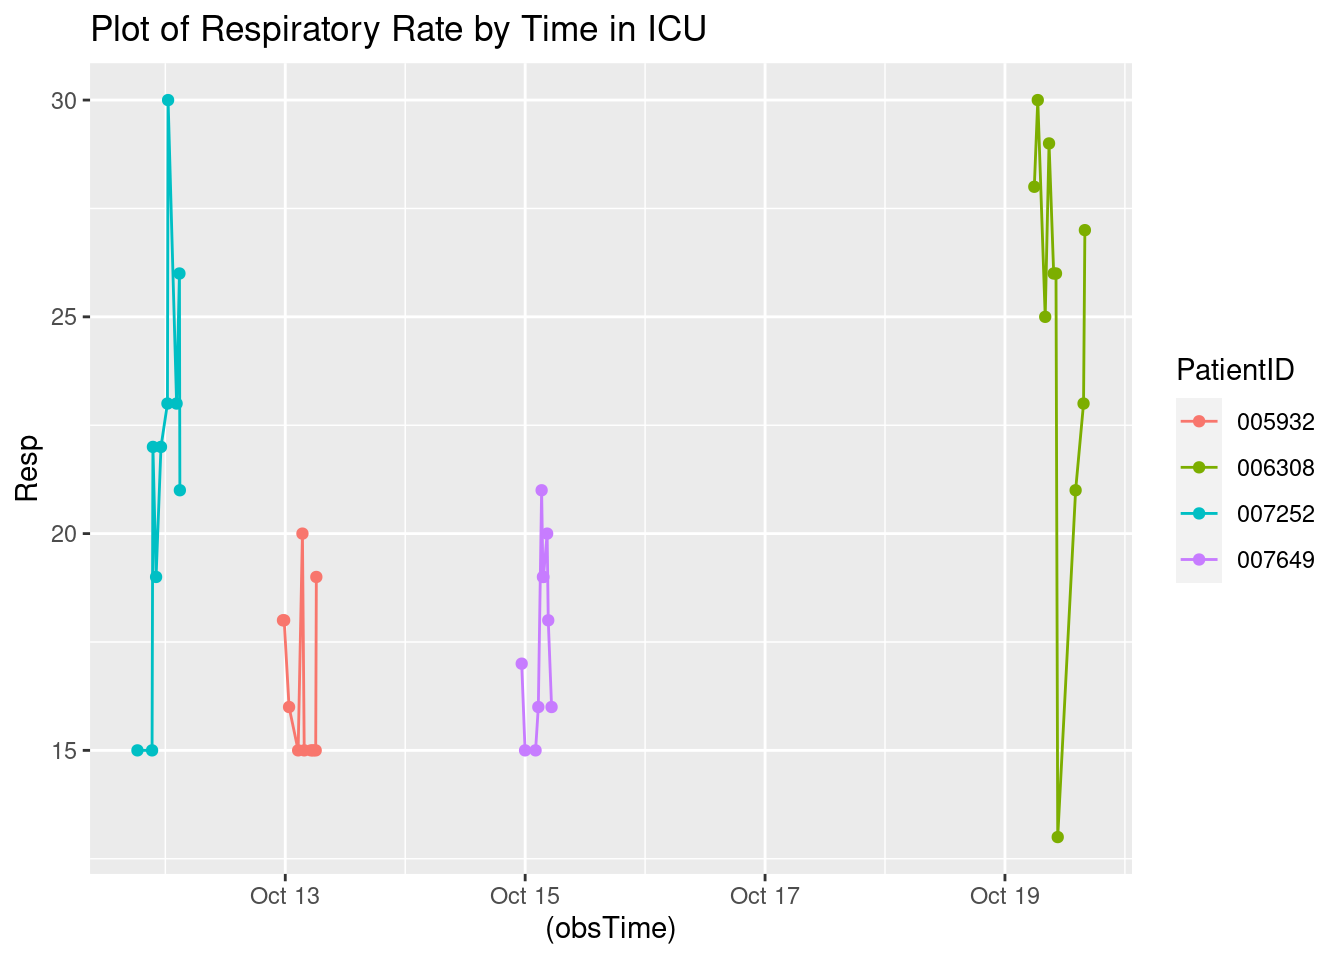 Plot of Respiratory Rate by Time in ICU
30
25
20
15
Resp
Oct 13
Oct 15
Oct 17
Oct 19
(obsTime)
PatientID
005932
006308
007252
007649